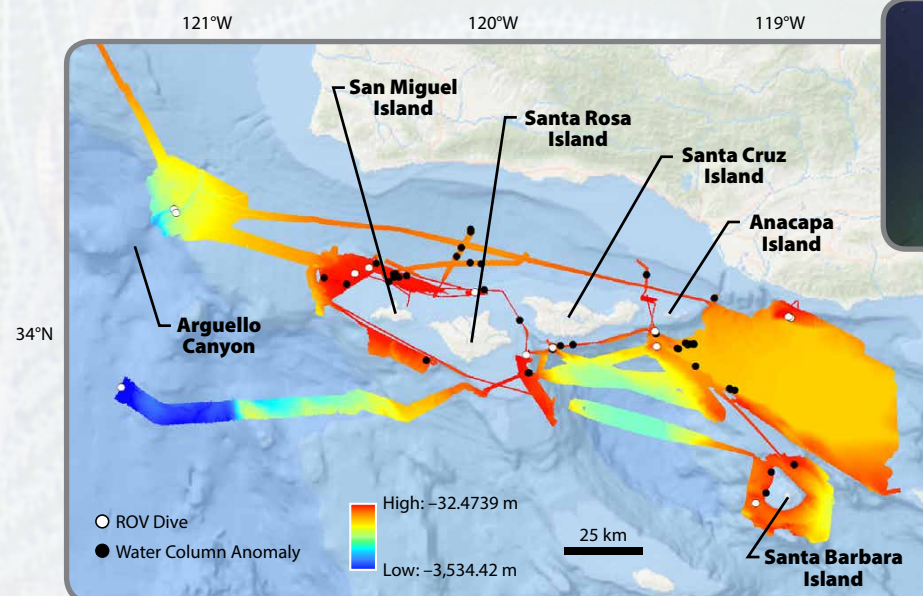 121°W
120°W
119°W
San Miguel
Island
Santa Rosa
Island
Santa Cruz
Island
Anacapa
Island
34°N
Arguello
Canyon
ROV Dive
Water Column Anomaly
High: –32.4739 m
Low: –3,534.42 m
25 km
Santa Barbara
Island